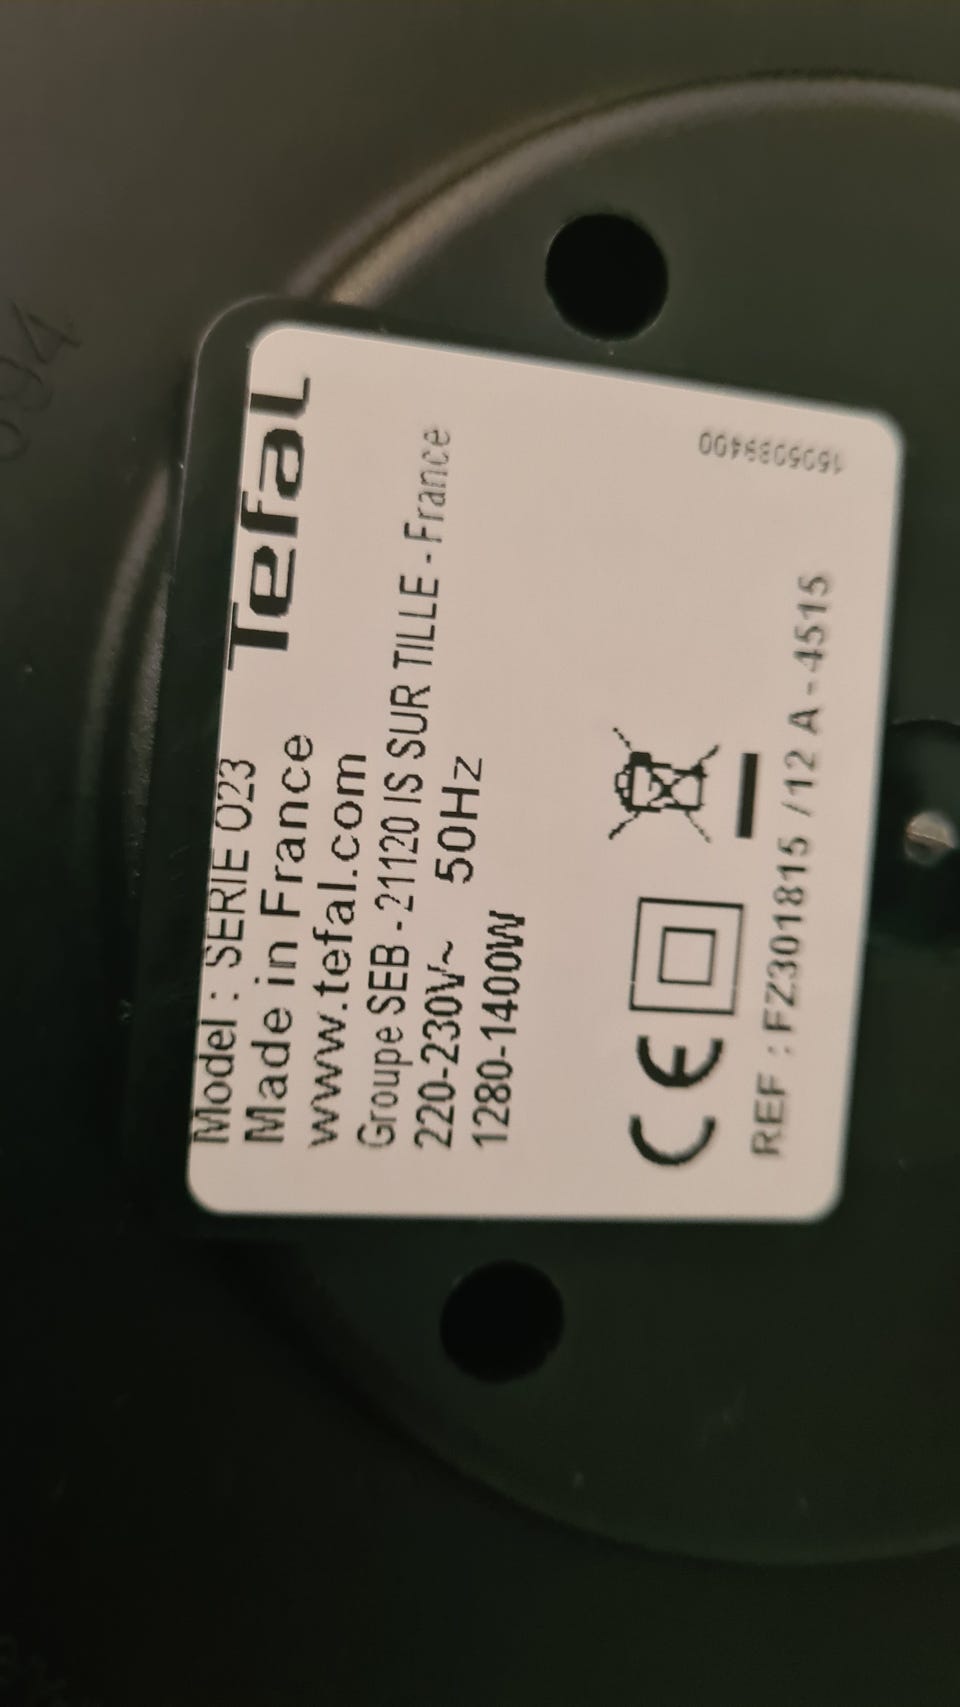 Model : SERIE O23
Tefal
Made in France
www.tefal.com
Groupe SEB - 21120 IS SUR TILLE - France
220-230V~ 50Hz
1280-1400W
CE
REF : FZ301815 /12 A - 4515
1505089400